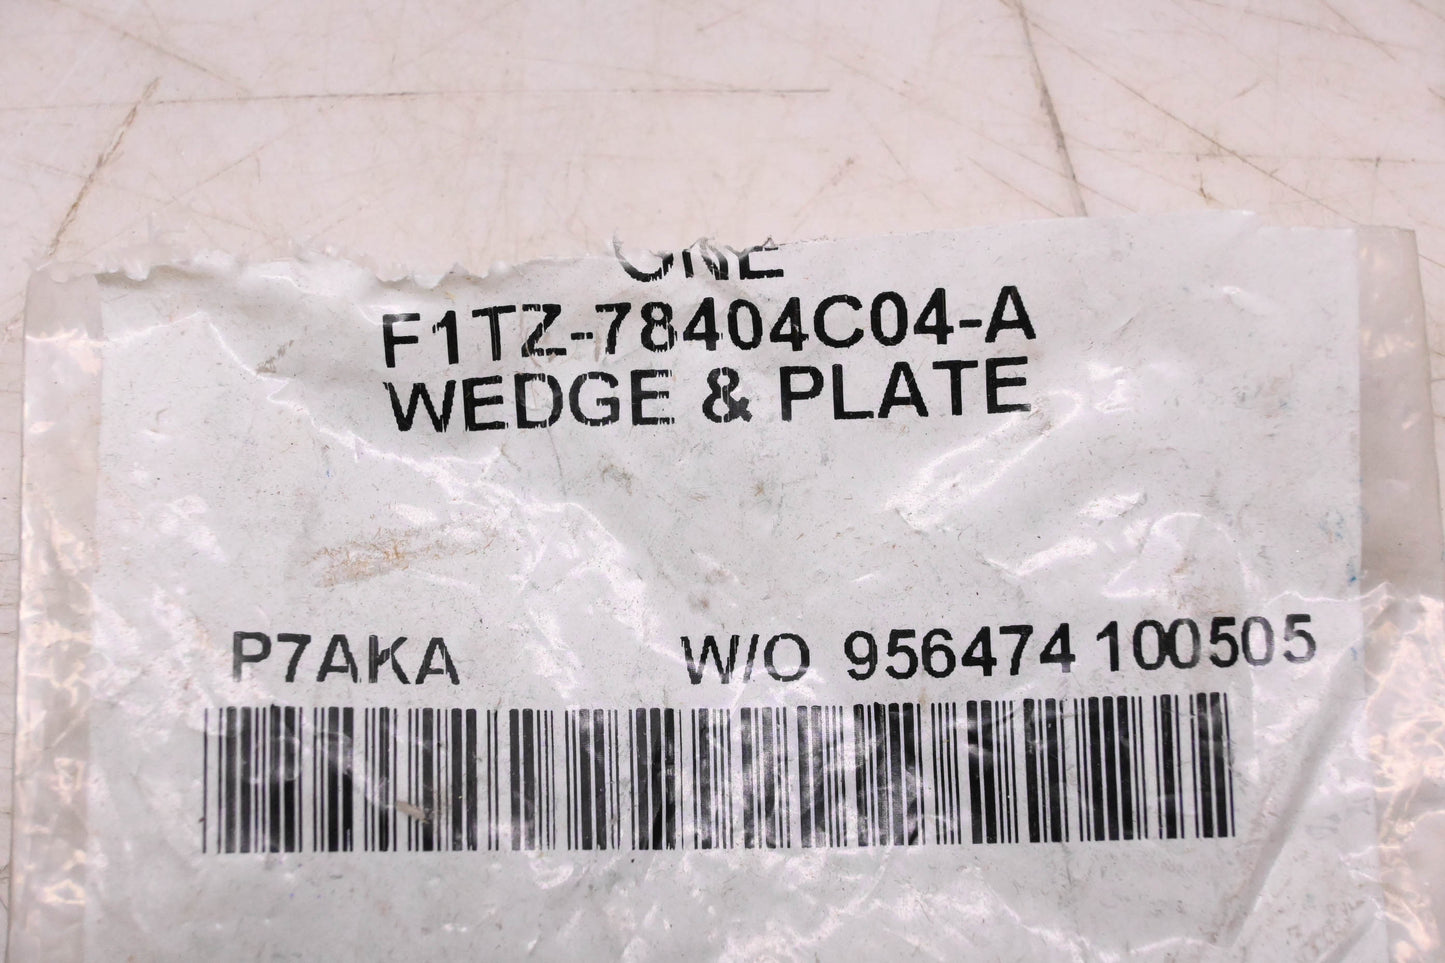 ONE
F1TZ-78404C04-A
WEDGE & PLATE
P7AKA W/O 956474 100505